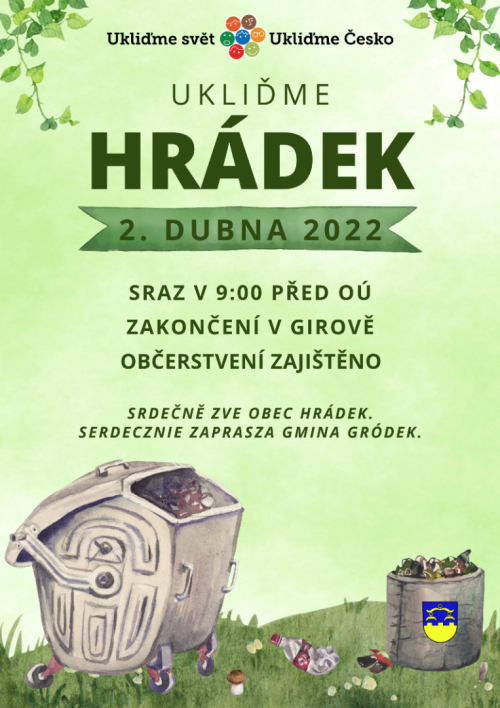 Ukliďme svět Ukliďme Česko
UKLIĎME
HRÁDEK
2. DUBNA 2022
SRAZ V 9:00 PŘED OÚ
ZAKONČENÍ V GIROVĚ
OBČERSTVENÍ ZAJIŠTĚNO
SRDEČNĚ ZVE OBEC HRÁDEK.
SERDECZNIE ZAPRASZA GMINA GRÓDEK.